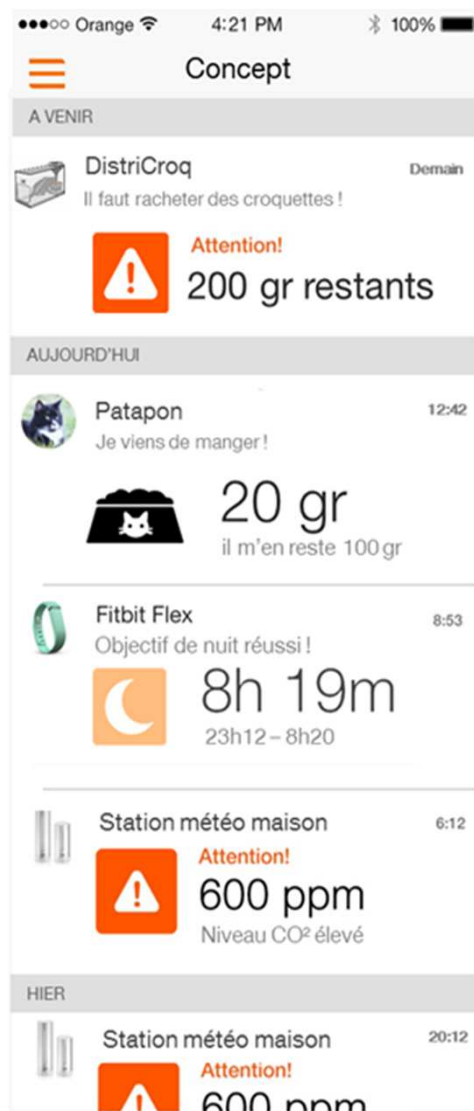 Orange 4:21 PM 100%
Concept
A VENIR
DistriCroq Demain
Il faut racheter des croquettes !
Attention!
200 gr restants
AUJOURD'HUI
Patapon 12:42
Je viens de manger !
20 gr
il m'en reste 100 gr
Fitbit Flex 8:53
Objectif de nuit réussi !
8h 19m
23h12 – 8h20
Station météo maison 6:12
Attention!
600 ppm
Niveau CO² élevé
HIER
Station météo maison 20:12
Attention!
600 ppm